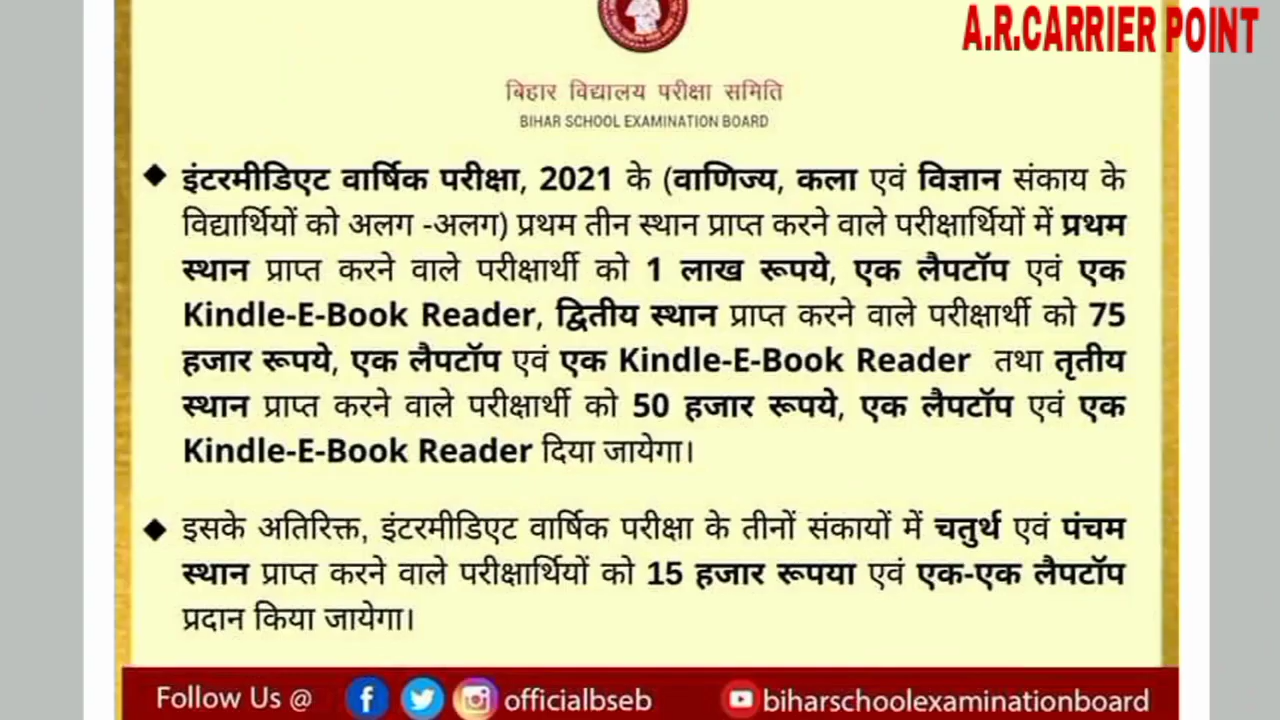 A.R.CARRIER POINT
बिहार विद्यालय परीक्षा समिति
BIHAR SCHOOL EXAMINATION BOARD
◆ इंटरमीडिएट वार्षिक परीक्षा, 2021 के (वाणिज्य, कला एवं विज्ञान संकाय के
विद्यार्थियों को अलग -अलग) प्रथम तीन स्थान प्राप्त करने वाले परीक्षार्थियों में प्रथम
स्थान प्राप्त करने वाले परीक्षार्थी को 1 लाख रूपये, एक लैपटॉप एवं एक
Kindle-E-Book Reader, द्वितीय स्थान प्राप्त करने वाले परीक्षार्थी को 75
हजार रूपये, एक लैपटॉप एवं एक Kindle-E-Book Reader तथा तृतीय
स्थान प्राप्त करने वाले परीक्षार्थी को 50 हजार रूपये, एक लैपटॉप एवं एक
Kindle-E-Book Reader दिया जायेगा।
◆ इसके अतिरिक्त, इंटरमीडिएट वार्षिक परीक्षा के तीनों संकायों में चतुर्थ एवं पंचम
स्थान प्राप्त करने वाले परीक्षार्थियों को 15 हजार रूपया एवं एक-एक लैपटॉप
प्रदान किया जायेगा।
Follow Us @ officialbseb biharschoolexaminationboard